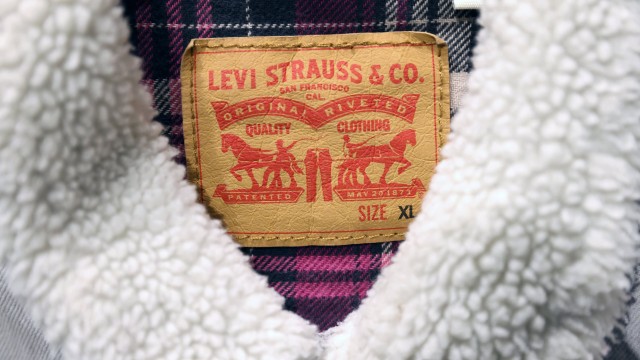 LEVI STRAUSS & CO.
SAN FRANCISCO
CAL.
ORIGINAL RIVETED
QUALITY CLOTHING
PATENTED MAY 20 1873
SIZE XL